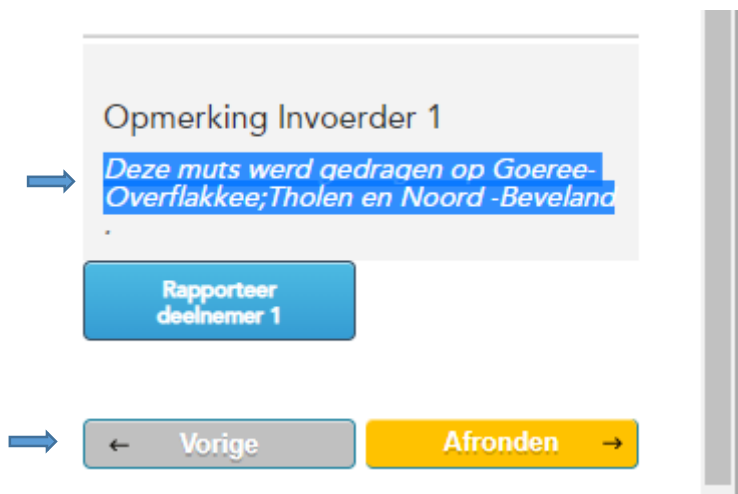 Opmerking Invoerder 1
Deze muts werd gedragen op Goeree-
Overflakkee;Tholen en Noord -Beveland
.
Rapporteer
deelnemer 1
← Vorige
Afronden →